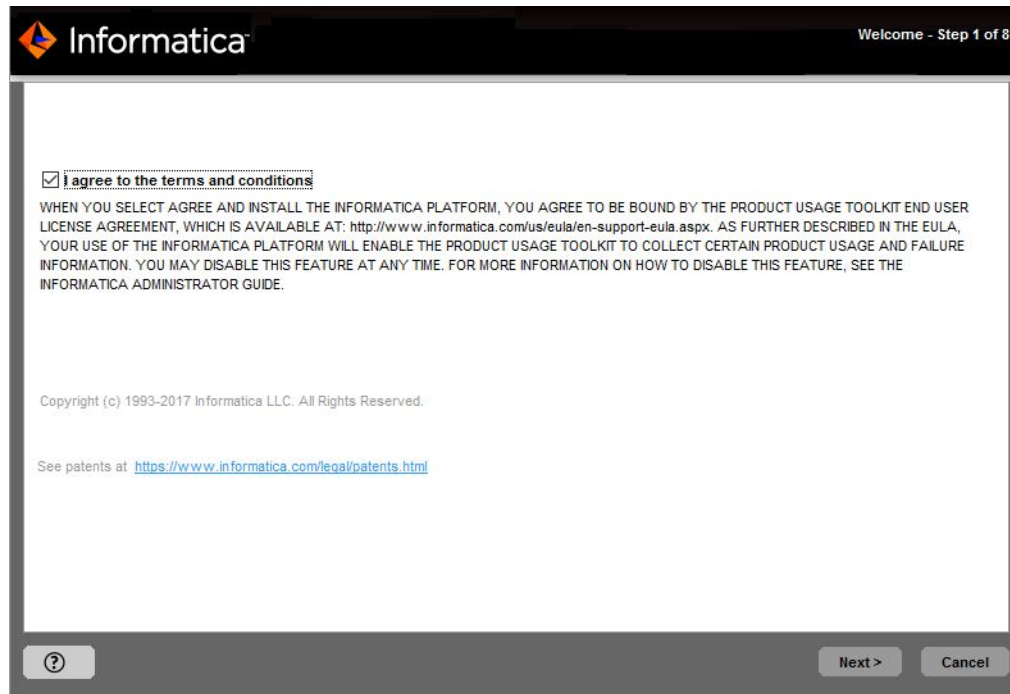 Informatica
Welcome - Step 1 of 8
I agree to the terms and conditions
WHEN YOU SELECT AGREE AND INSTALL THE INFORMATICA PLATFORM, YOU AGREE TO BE BOUND BY THE PRODUCT USAGE TOOLKIT END USER
LICENSE AGREEMENT, WHICH IS AVAILABLE AT: http://www.informatica.com/us/eula/en-support-eula.aspx. AS FURTHER DESCRIBED IN THE EULA,
YOUR USE OF THE INFORMATICA PLATFORM WILL ENABLE THE PRODUCT USAGE TOOLKIT TO COLLECT CERTAIN PRODUCT USAGE AND FAILURE
INFORMATION. YOU MAY DISABLE THIS FEATURE AT ANY TIME. FOR MORE INFORMATION ON HOW TO DISABLE THIS FEATURE, SEE THE
INFORMATICA ADMINISTRATOR GUIDE.
Copyright (c) 1993-2017 Informatica LLC. All Rights Reserved.
See patents at https://www.informatica.com/legal/patents.html
?
Next >
Cancel